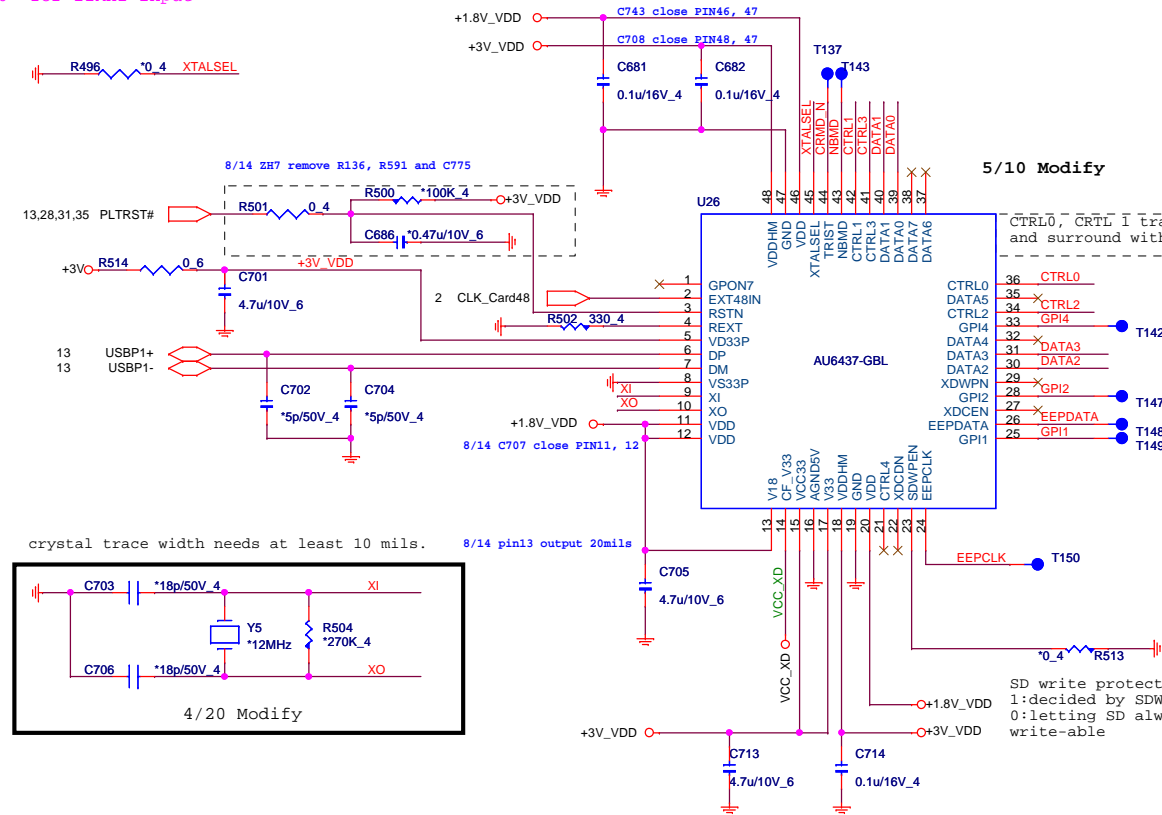 +1.8V_VDD
C743 close PIN46, 47
+3V_VDD
C708 close PIN48, 47
T137
T143
R496
*0_4
XTALSEL
C681
0.1u/16V_4
C682
0.1u/16V_4
XTALSEL
CRMD_N
NBMD
CTRL1
CTRL3
DATA1
DATA0
8/14 ZH7 remove R136, R591 and C775
5/10 Modify
13,28,31,35 PLTRST#
R501
0_4
R500
*100K_4
+3V_VDD
C686
*0.47u/10V_6
U26
48
47
46
45
44
43
42
41
40
39
38
37
VDDHM
GND
VDD
XTALSEL
TRIST
NBMD
CTRL1
CTRL3
DATA1
DATA0
DATA7
DATA6
CTRL0, CRTL 1 tra
and surround with
+3V
R514
0_6
+3V_VDD
C701
4.7u/10V_6
2 CLK_Card48
R502
330_4
13 USBP1+
13 USBP1-
C702
*5p/50V_4
C704
*5p/50V_4
XI
XO
+1.8V_VDD
8/14 C707 close PIN11, 12
1 GPON7
2 EXT48IN
3 RSTN
4 REXT
5 VD33P
6 DP
7 DM
8 VS33P
9 XI
10 XO
11 VDD
12 VDD
AU6437-GBL
CTRL0 36 CTRL0
DATA5 35
CTRL2 34 CTRL2
GPI4 33 GPI4
T142
DATA4 32
DATA3 31 DATA3
DATA2 30 DATA2
XDWPN 29
GPI2 28 GPI2
T147
XDCEN 27
EEPDATA 26 EEPDATA
T148
GPI1 25 GPI1
T149
V18
CF_V33
VCC33
AGND5V
V33
VDDHM
GND
VDD
CTRL4
XDCDN
SDWPEN
EEPCLK
13
14
15
16
17
18
19
20
21
22
23
24
8/14 pin13 output 20mils
C705
4.7u/10V_6
VCC_XD
VCC_XD
EEPCLK
T150
*0_4
R513
SD write protect
1:decided by SDW
0:letting SD alw
write-able
+1.8V_VDD
+3V_VDD
+3V_VDD
C713
4.7u/10V_6
C714
0.1u/16V_4
crystal trace width needs at least 10 mils.
C703
*18p/50V_4
XI
Y5
*12MHz
R504
*270K_4
C706
*18p/50V_4
XO
4/20 Modify